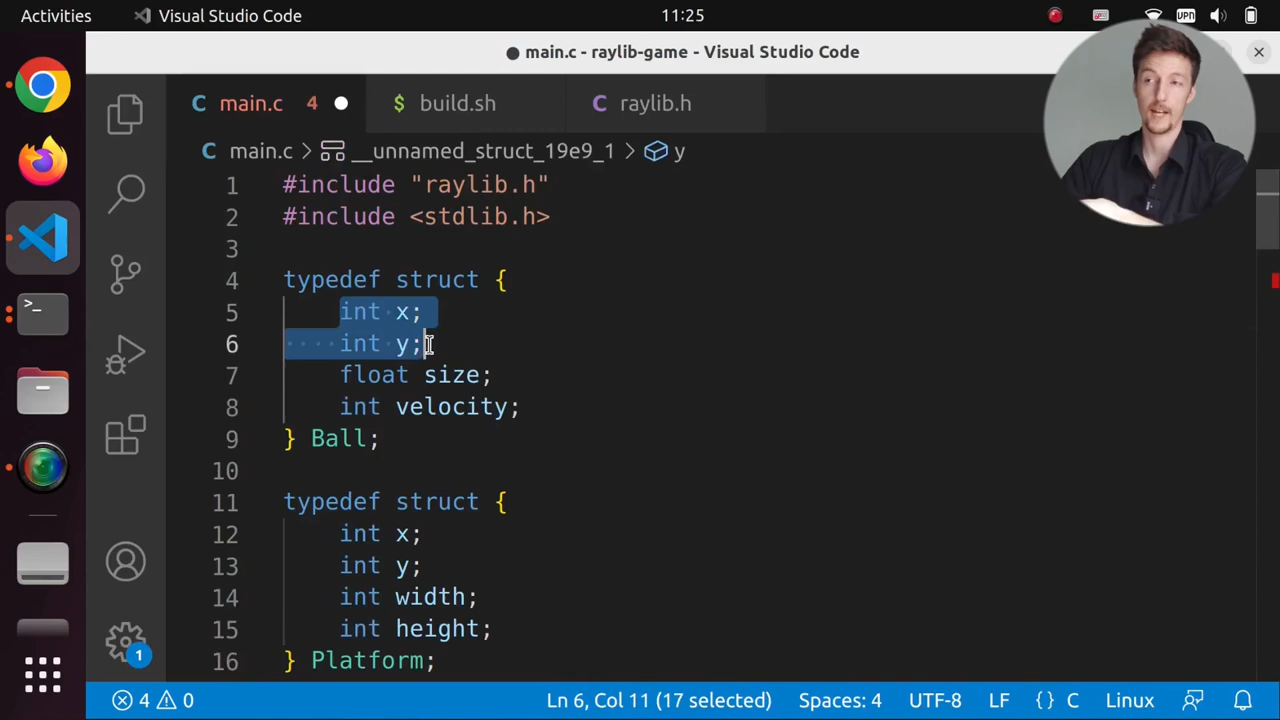 Activities Visual Studio Code 11:25 VPN
● main.c - raylib-game - Visual Studio Code
C main.c 4 $ build.sh C raylib.h
C main.c > __unnamed_struct_19e9_1 > y
1 #include "raylib.h"
2 #include <stdlib.h>
3
4 typedef struct {
5 int·x;
6 ····int·y;
7 float size;
8 int velocity;
9 } Ball;
10
11 typedef struct {
12 int x;
13 int y;
14 int width;
15 int height;
16 } Platform;
1
4 0 Ln 6, Col 11 (17 selected) Spaces: 4 UTF-8 LF {} C Linux